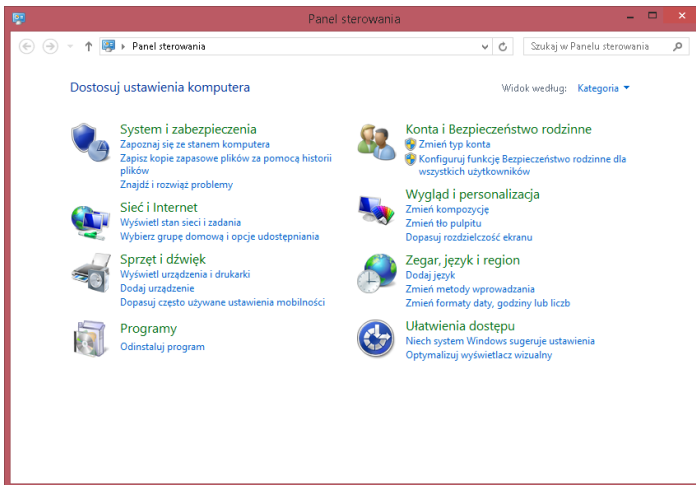 Panel sterowania
Panel sterowania
Szukaj w Panelu sterowania
Dostosuj ustawienia komputera
Widok według: Kategoria
System i zabezpieczenia
Zapoznaj się ze stanem komputera
Zapisz kopie zapasowe plików za pomocą historii
plików
Znajdź i rozwiąż problemy
Sieć i Internet
Wyświetl stan sieci i zadania
Wybierz grupę domową i opcje udostępniania
Sprzęt i dźwięk
Wyświetl urządzenia i drukarki
Dodaj urządzenie
Dopasuj często używane ustawienia mobilności
Programy
Odinstaluj program
Konta i Bezpieczeństwo rodzinne
Zmień typ konta
Konfiguruj funkcję Bezpieczeństwo rodzinne dla
wszystkich użytkowników
Wygląd i personalizacja
Zmień kompozycję
Zmień tło pulpitu
Dopasuj rozdzielczość ekranu
Zegar, język i region
Dodaj język
Zmień metody wprowadzania
Zmień formaty daty, godziny lub liczb
Ułatwienia dostępu
Niech system Windows sugeruje ustawienia
Optymalizuj wyświetlacz wizualny